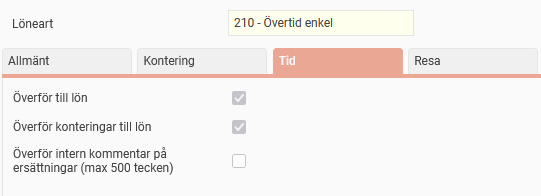 Löneart 210 - Övertid enkel
Allmänt Kontering Tid Resa
Överför till lön
Överför konteringar till lön
Överför intern kommentar på
ersättningar (max 500 tecken)